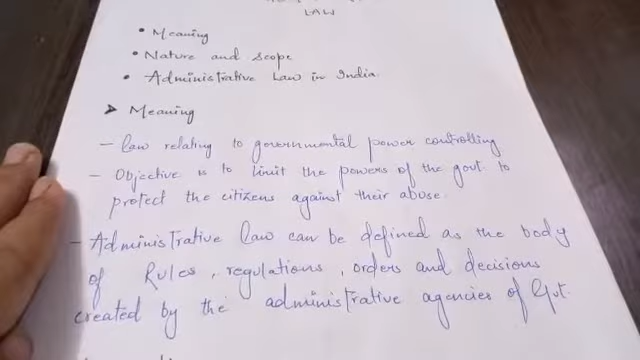 LAW
• Meaning
• Nature and scope
• Administrative Law in India.
➤ Meaning
– Law relating to governmental power controlling.
– Objective is to limit the powers of the govt. to
protect the citizens against their abuse.
– Administrative law can be defined as the body
of Rules, regulations, orders and decisions
created by the administrative agencies of Govt.